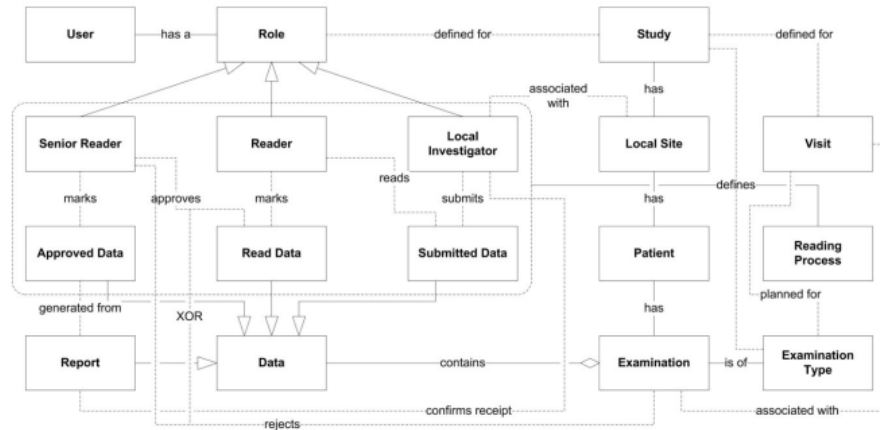 User
has a
Role
defined for
Study
defined for
associated
with
has
Senior Reader
Reader
Local
Investigator
Local Site
Visit
reads
defines
marks
approves
marks
submits
has
Approved Data
Read Data
Submitted Data
Patient
Reading
Process
generated from
XOR
has
planned for
Report
Data
contains
Examination
is of
Examination
Type
confirms receipt
associated with
rejects